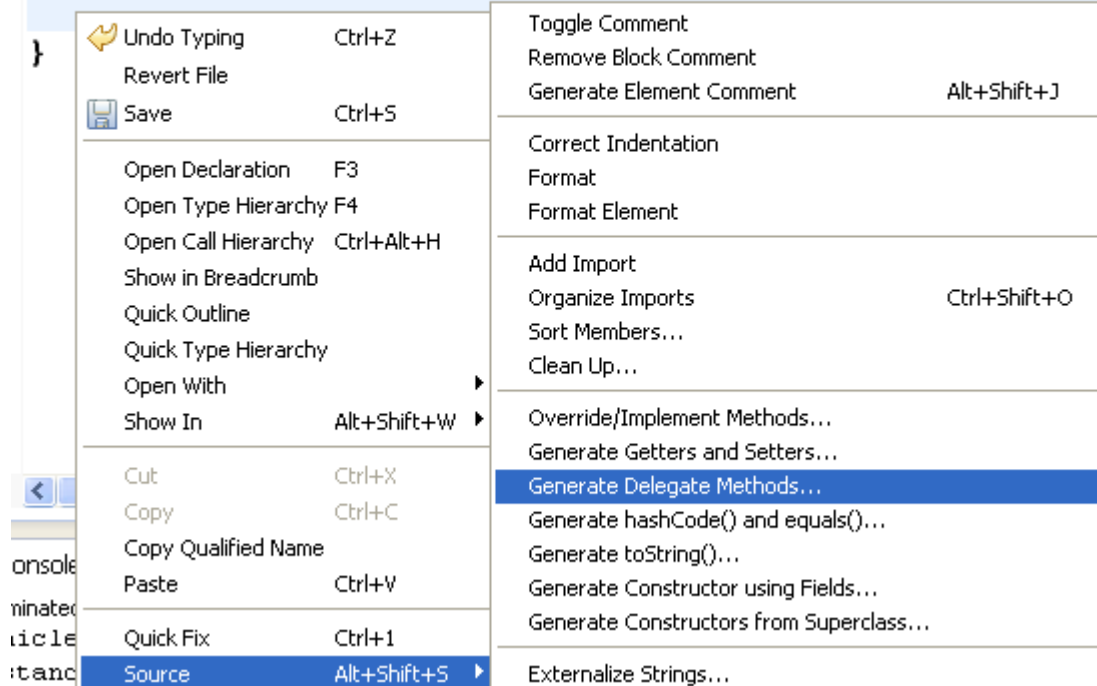 }
Undo Typing Ctrl+Z
Revert File
Save Ctrl+S
Open Declaration F3
Open Type Hierarchy F4
Open Call Hierarchy Ctrl+Alt+H
Show in Breadcrumb
Quick Outline
Quick Type Hierarchy
Open With
Show In Alt+Shift+W
Cut Ctrl+X
Copy Ctrl+C
Copy Qualified Name
Paste Ctrl+V
Quick Fix Ctrl+1
Source Alt+Shift+S
Toggle Comment
Remove Block Comment
Generate Element Comment Alt+Shift+J
Correct Indentation
Format
Format Element
Add Import
Organize Imports Ctrl+Shift+O
Sort Members...
Clean Up...
Override/Implement Methods...
Generate Getters and Setters...
Generate Delegate Methods...
Generate hashCode() and equals()...
Generate toString()...
Generate Constructor using Fields...
Generate Constructors from Superclass...
Externalize Strings...
onsole
minated
icle
stanc